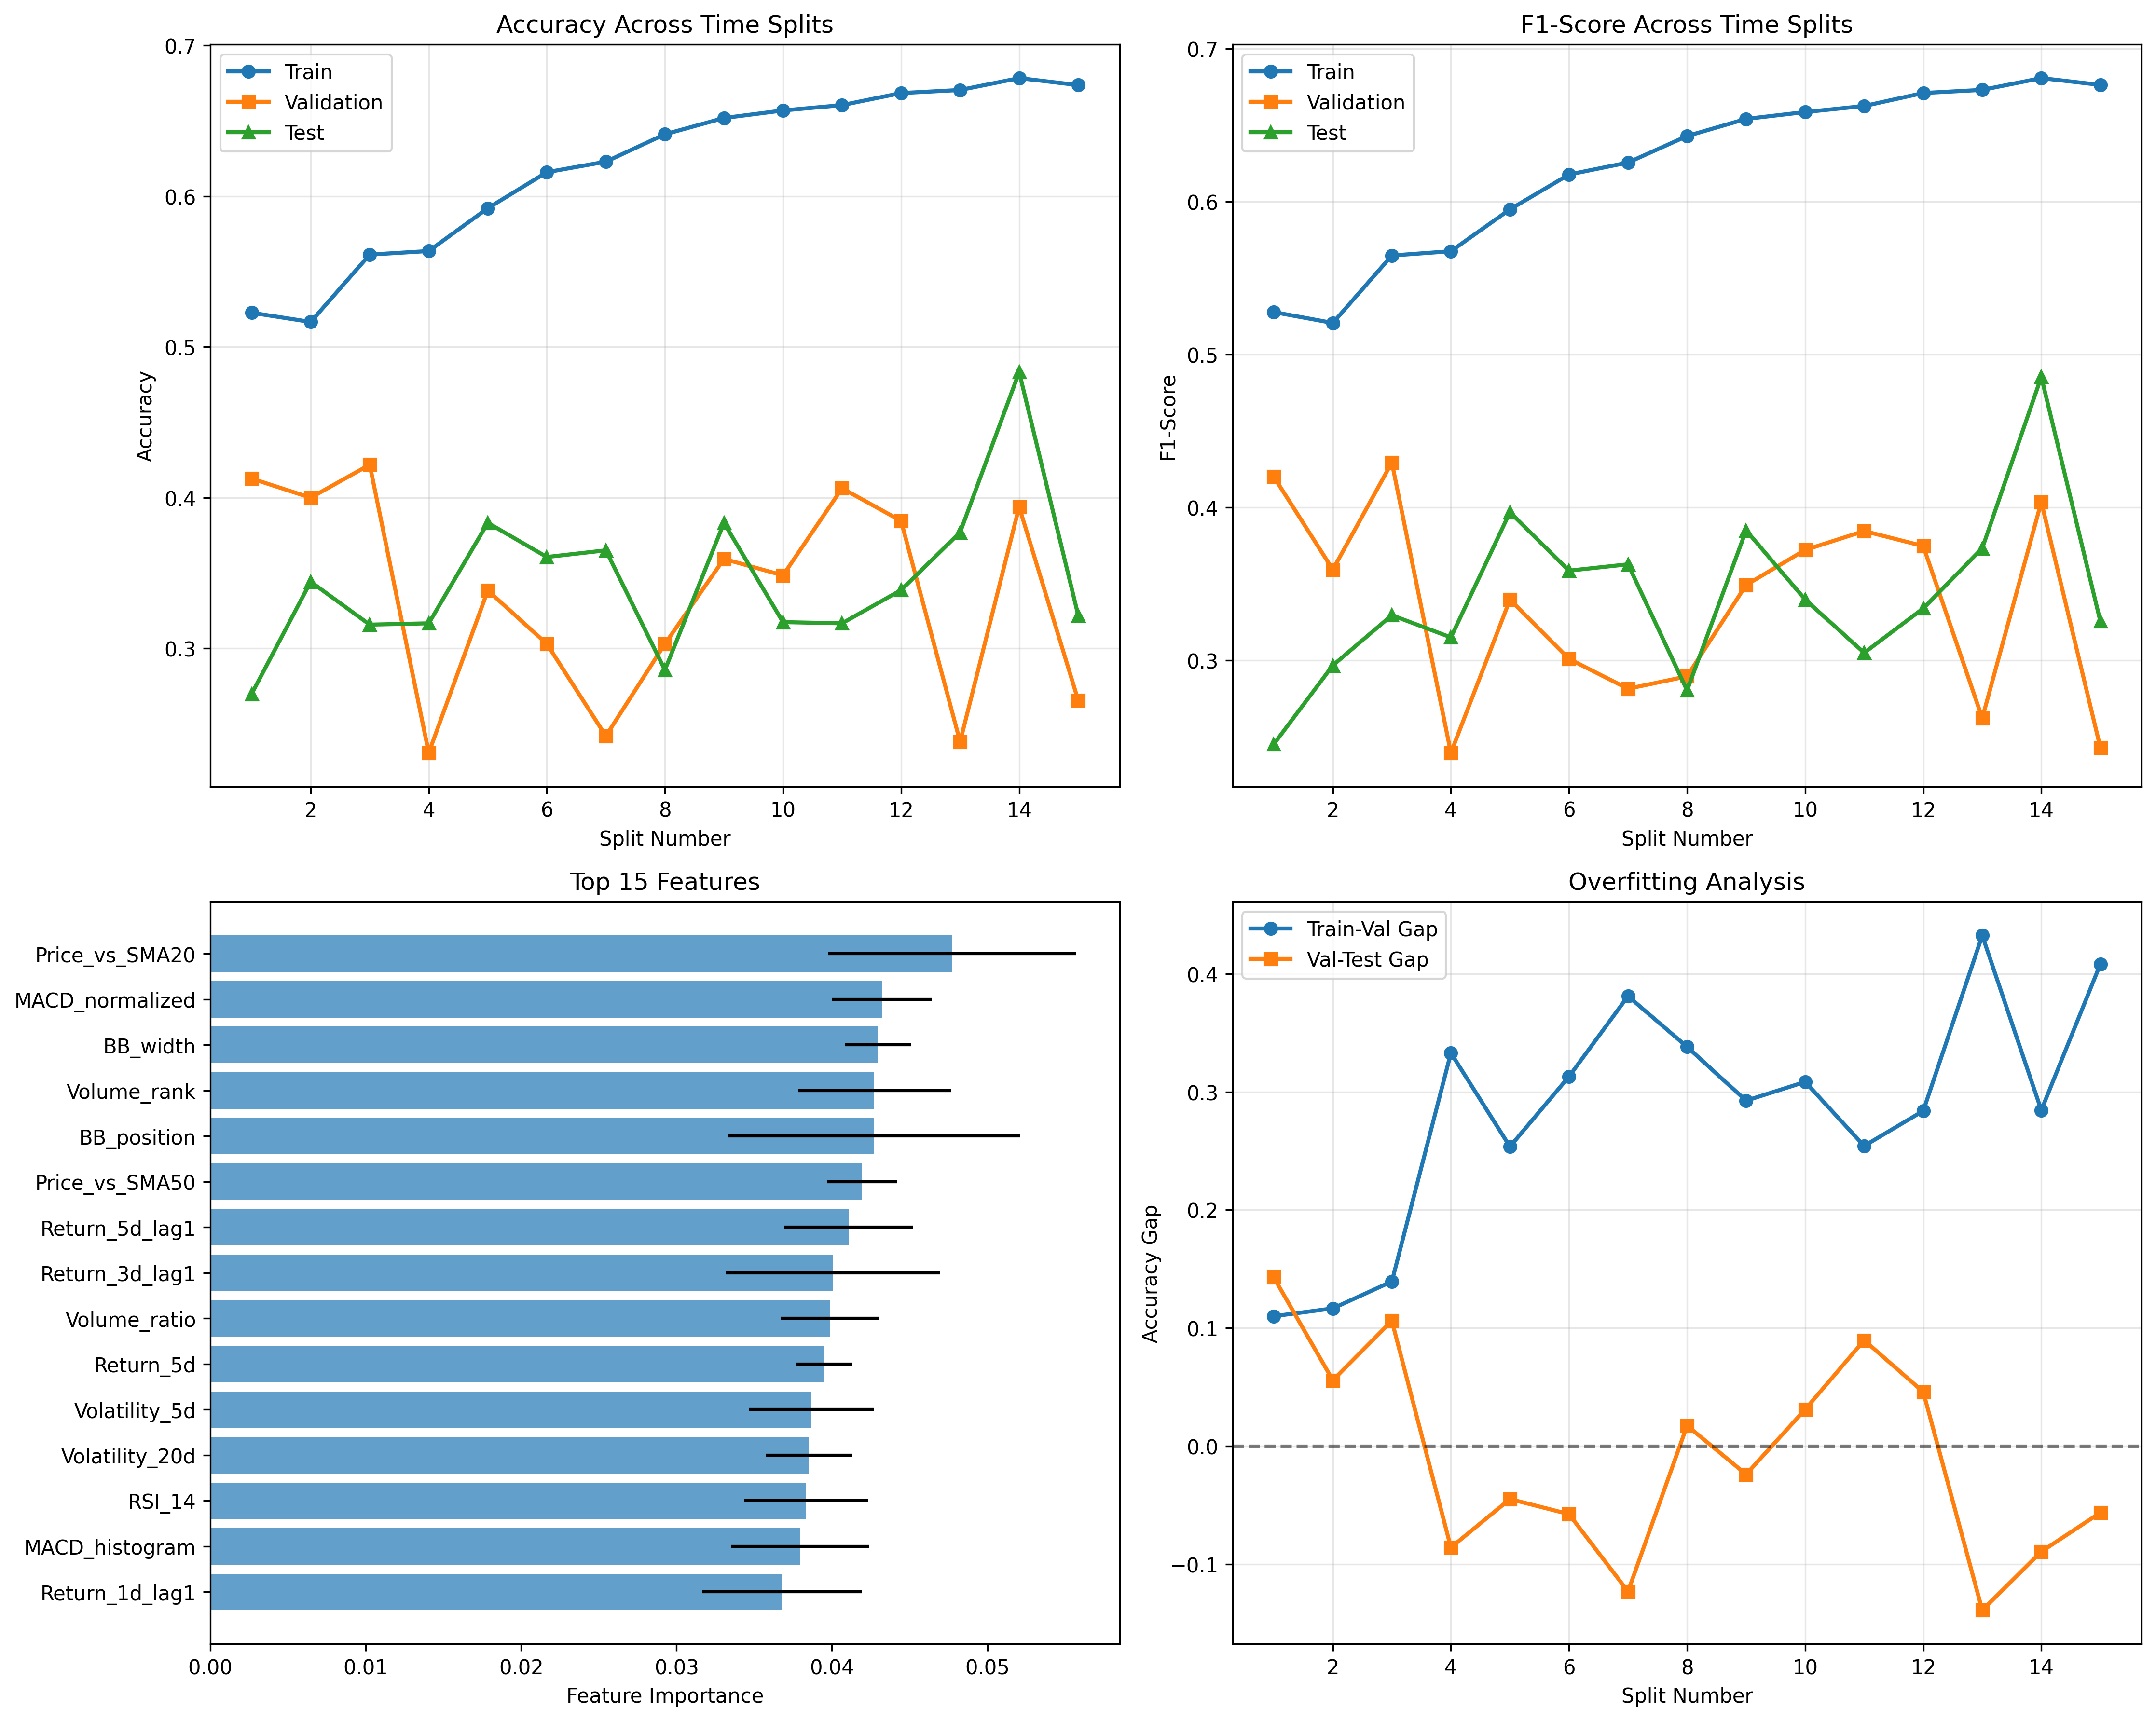 Accuracy Across Time Splits
Train
Validation
Test
0.7
0.6
0.5
0.4
0.3
Accuracy
2 4 6 8 10 12 14
Split Number
F1-Score Across Time Splits
Train
Validation
Test
0.7
0.6
0.5
0.4
0.3
F1-Score
2 4 6 8 10 12 14
Split Number
Top 15 Features
Price_vs_SMA20
MACD_normalized
BB_width
Volume_rank
BB_position
Price_vs_SMA50
Return_5d_lag1
Return_3d_lag1
Volume_ratio
Return_5d
Volatility_5d
Volatility_20d
RSI_14
MACD_histogram
Return_1d_lag1
0.00 0.01 0.02 0.03 0.04 0.05
Feature Importance
Overfitting Analysis
Train-Val Gap
Val-Test Gap
0.4
0.3
0.2
0.1
0.0
−0.1
Accuracy Gap
2 4 6 8 10 12 14
Split Number